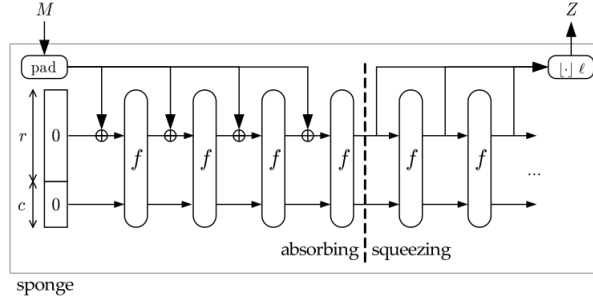 M Z
pad ⌊·⌋ ℓ
r 0 f f f f f f
c 0 ...
absorbing squeezing
sponge